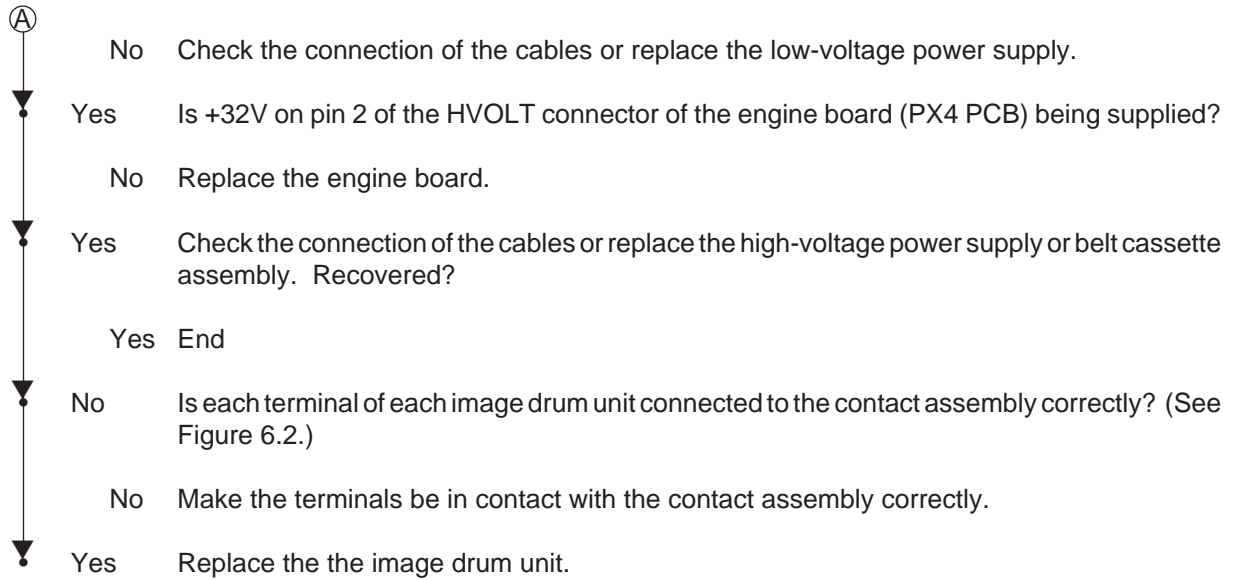 A
No Check the connection of the cables or replace the low-voltage power supply.
Yes Is +32V on pin 2 of the HVOLT connector of the engine board (PX4 PCB) being supplied?
No Replace the engine board.
Yes Check the connection of the cables or replace the high-voltage power supply or belt cassette
assembly. Recovered?
Yes End
No Is each terminal of each image drum unit connected to the contact assembly correctly? (See
Figure 6.2.)
No Make the terminals be in contact with the contact assembly correctly.
Yes Replace the the image drum unit.